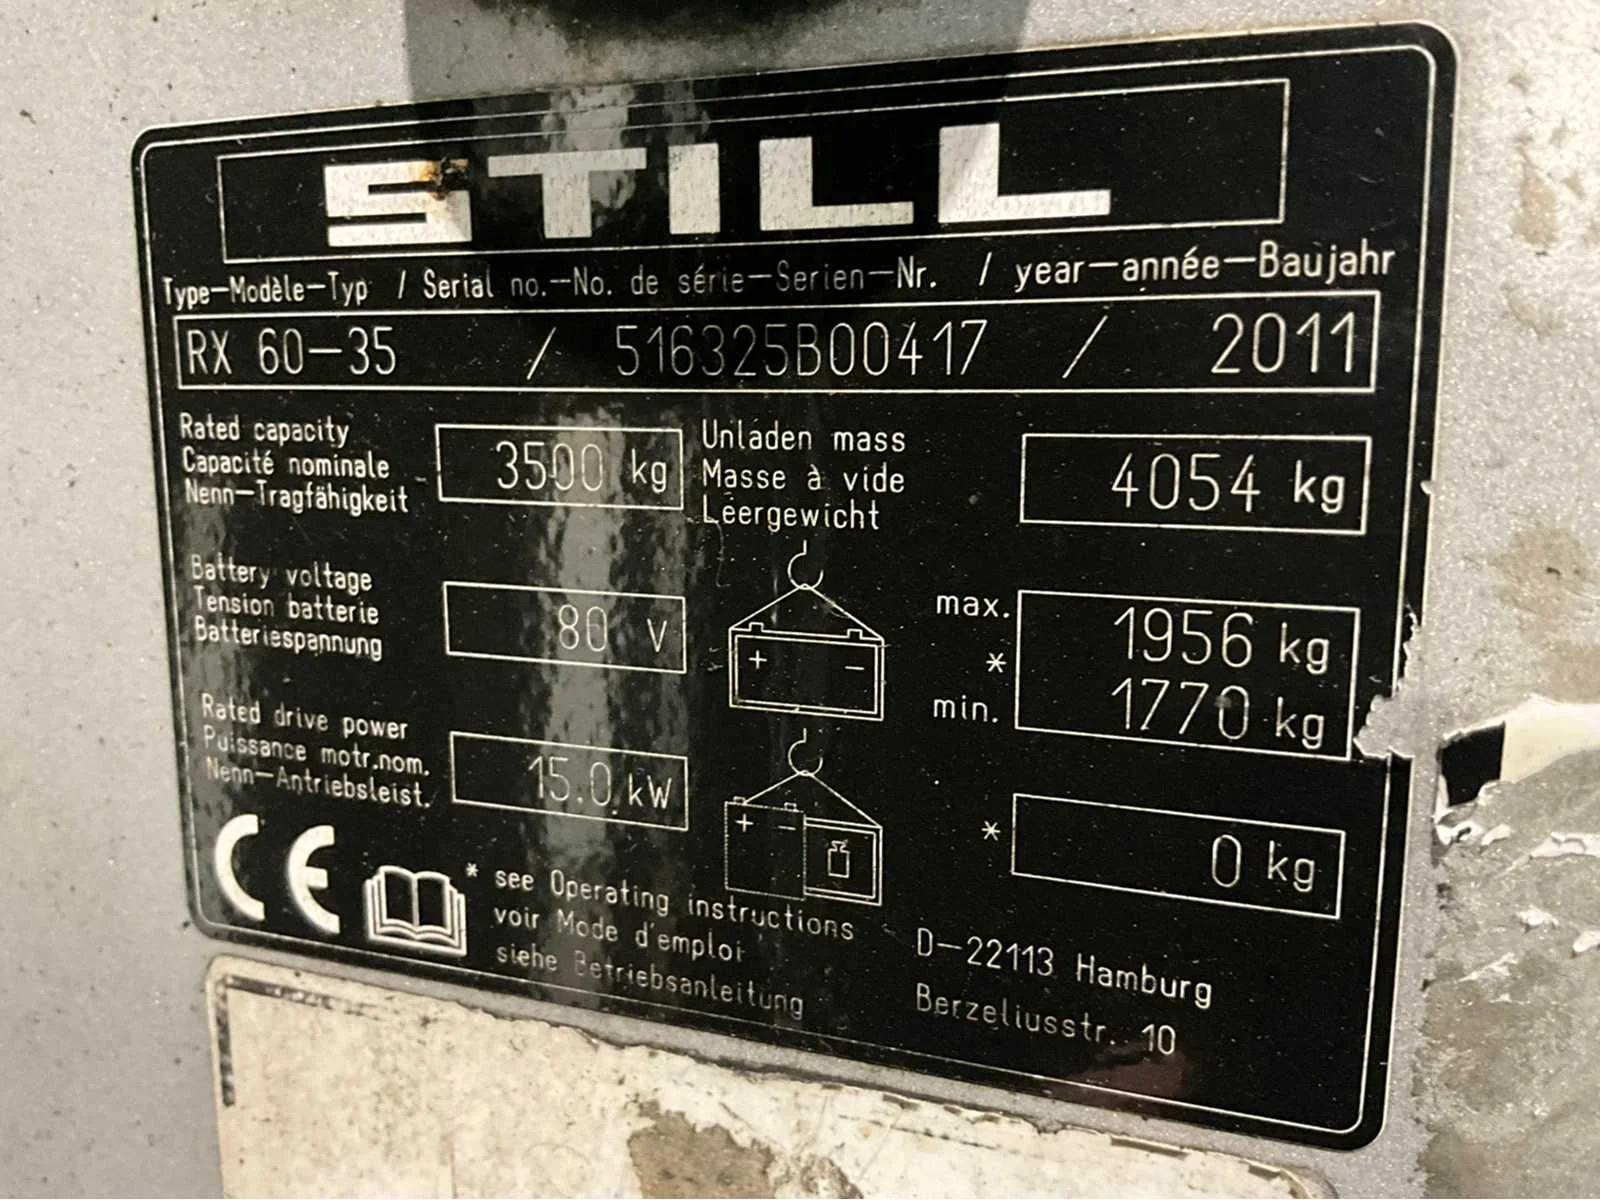 STILL
Type-Modèle-Typ / Serial no.-No. de série-Serien-Nr. / year-année-Baujahr
RX 60-35 / 516325B00417 / 2011
Rated capacity
Capacité nominale
Nenn-Tragfähigkeit
3500 kg
Unladen mass
Masse à vide
Leergewicht
4054 kg
Battery voltage
Tension batterie
Batteriespannung
80 V
+ -
max. 1956 kg
*
min. 1770 kg
Rated drive power
Puissance motr.nom.
Nenn-Antriebsleist.
15.0 kW
+ -
* 0 kg
CE
* see Operating instructions
voir Mode d'emploi
siehe Betriebsanleitung
D-22113 Hamburg
Berzeliusstr. 10